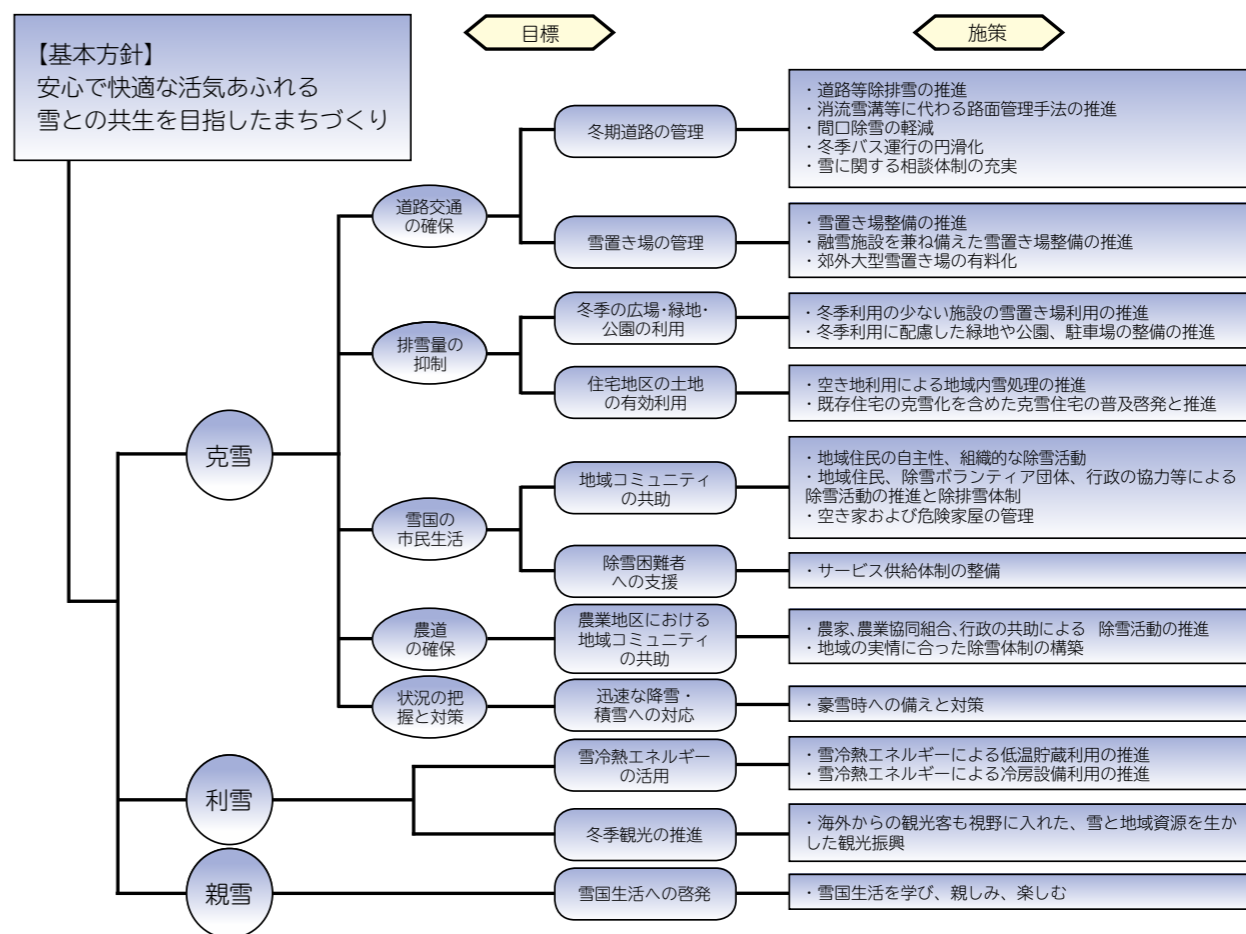 【基本方針】
安心で快適な活気あふれる
雪との共生を目指したまちづくり
目標
施策
克雪
道路交通
の確保
冬期道路の管理
・道路等除排雪の推進
・消流雪溝等に代わる路面管理手法の推進
・間口除雪の軽減
・冬季バス運行の円滑化
・雪に関する相談体制の充実
雪置き場の管理
・雪置き場整備の推進
・融雪施設を兼ね備えた雪置き場整備の推進
・郊外大型雪置き場の有料化
排雪量の
抑制
冬季の広場・緑地・
公園の利用
・冬季利用の少ない施設の雪置き場利用の推進
・冬季利用に配慮した緑地や公園、駐車場の整備の推進
住宅地区の土地
の有効利用
・空き地利用による地域内雪処理の推進
・既存住宅の克雪化を含めた克雪住宅の普及啓発と推進
雪国の
市民生活
地域コミュニティ
の共助
・地域住民の自主性、組織的な除雪活動
・地域住民、除雪ボランティア団体、行政の協力等による
除雪活動の推進と除排雪体制
・空き家および危険家屋の管理
除雪困難者
への支援
・サービス供給体制の整備
農道
の確保
農業地区における
地域コミュニティ
の共助
・農家、農業協同組合、行政の共助による 除雪活動の推進
・地域の実情に合った除雪体制の構築
状況の把
握と対策
迅速な降雪・
積雪への対応
・豪雪時への備えと対策
利雪
雪冷熱エネルギー
の活用
・雪冷熱エネルギーによる低温貯蔵利用の推進
・雪冷熱エネルギーによる冷房設備利用の推進
冬季観光の推進
・海外からの観光客も視野に入れた、雪と地域資源を生か
した観光振興
親雪
雪国生活への啓発
・雪国生活を学び、親しみ、楽しむ